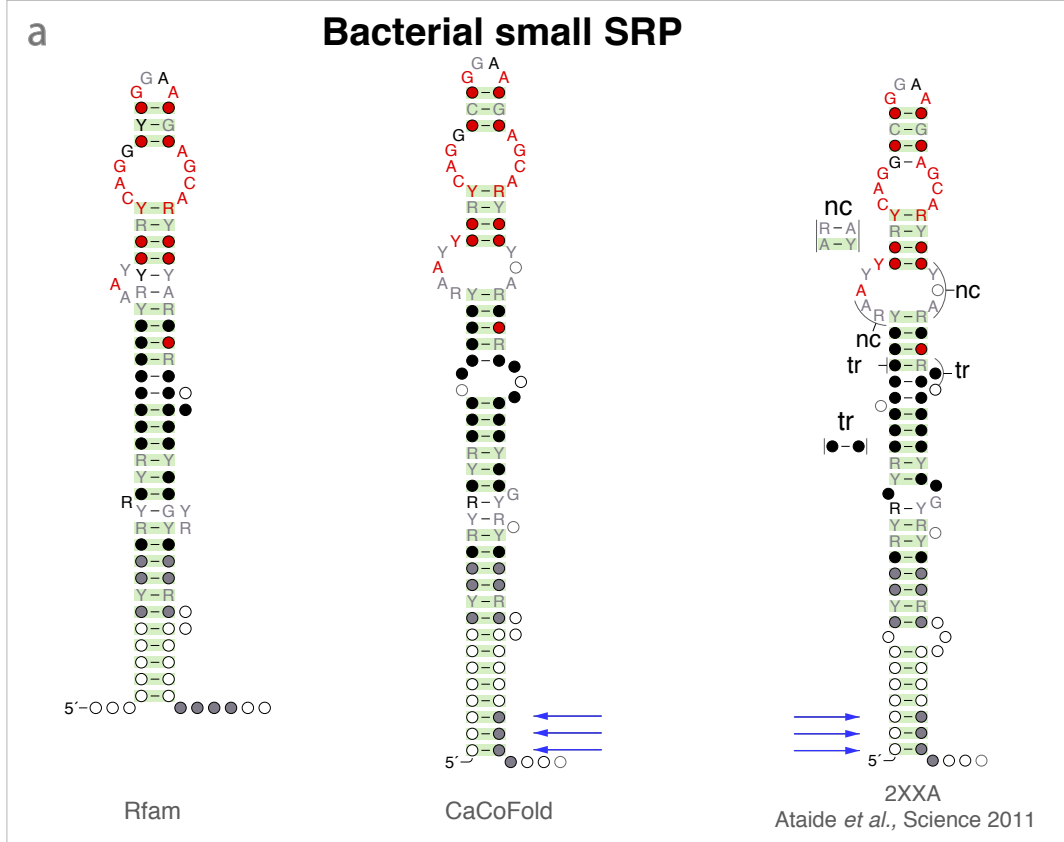 a
Bacterial small SRP
G A
G A
Y – G
G A
G G
A C
C Y – R A
R – Y
Y Y – Y
A R – A
A Y – R
R
R – Y
Y
R
Y – G Y
R – Y R
Y – R
5´
Rfam
G A
G A
C – G
G A
G G
A C
C Y – R A
R – Y
Y
Y Y
A
A R Y – R A
R
R – Y
Y
G
R – Y
Y – R
R – Y
Y – R
5´
CaCoFold
G A
G A
C – G
G – A
G G
A C
C A
Y – R
nc
R – Y
R – A
A – Y
Y Y Y
A nc
A R Y – R A
nc
tr R tr
tr
R – Y
Y
G
R – Y
Y – R
R – Y
Y – R
5´
2XXA
Ataide et al., Science 2011